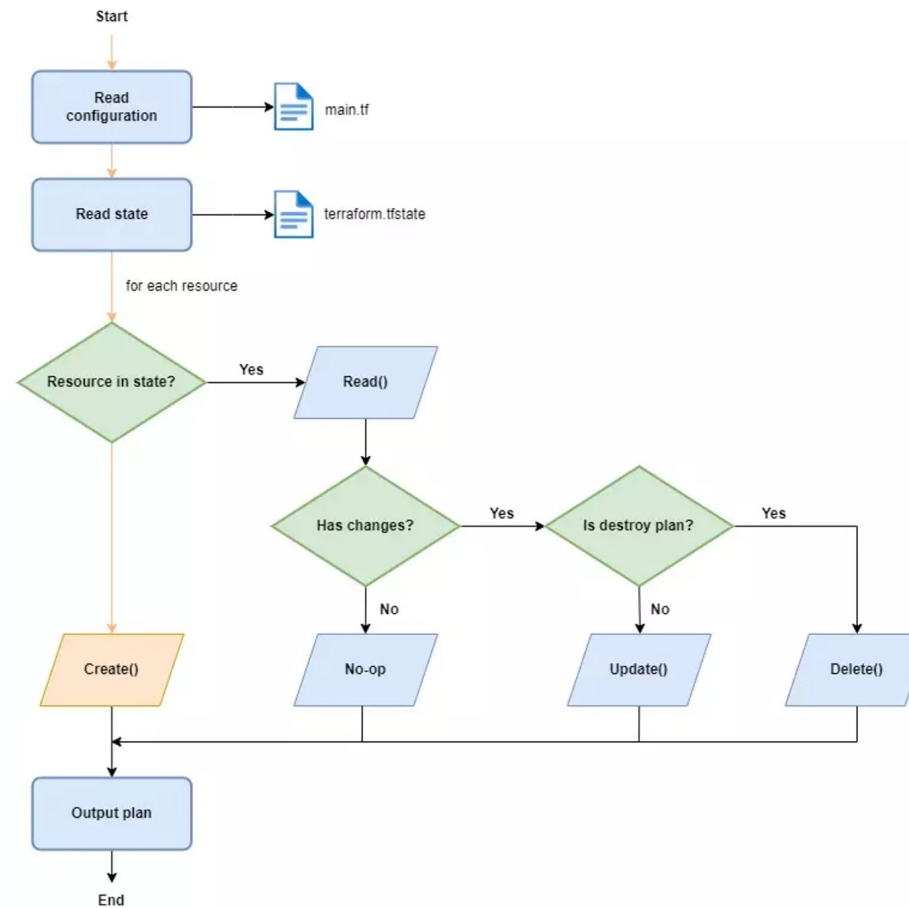 Start
Read
configuration
main.tf
Read state
terraform.tfstate
for each resource
Resource in state?
Yes
Read()
Has changes?
Yes
Is destroy plan?
Yes
No
No
Create()
No-op
Update()
Delete()
Output plan
End